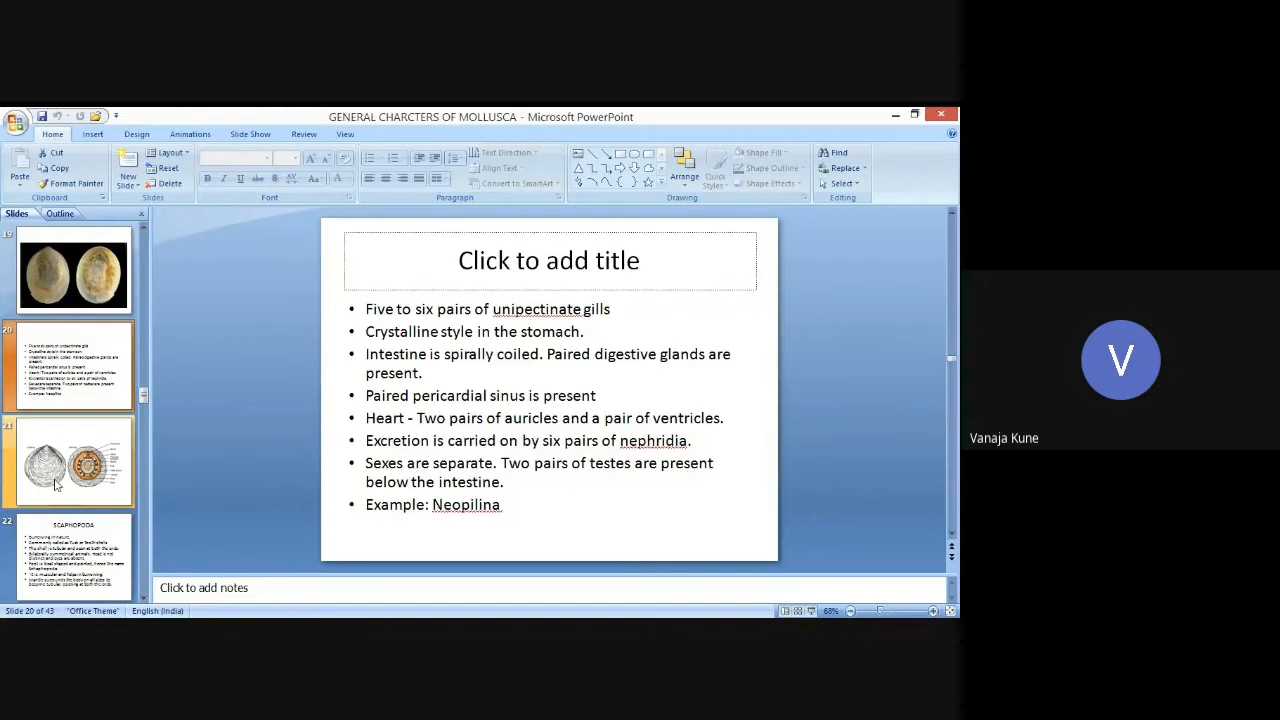 GENERAL CHARCTERS OF MOLLUSCA - Microsoft PowerPoint
Home Insert Design Animations Slide Show Review View
Paste
Cut
Copy
Format Painter
Clipboard
New
Slide
Layout
Reset
Delete
Slides
B I U abc S AV Aa A
Font
Text Direction
Align Text
Convert to SmartArt
Paragraph
Arrange
Quick
Styles
Shape Fill
Shape Outline
Shape Effects
Drawing
Find
Replace
Select
Editing
Slides Outline
19
20
21
22
SCAPHOPODA
Click to add title
• Five to six pairs of unipectinate gills
• Crystalline style in the stomach.
• Intestine is spirally coiled. Paired digestive glands are
present.
• Paired pericardial sinus is present
• Heart - Two pairs of auricles and a pair of ventricles.
• Excretion is carried on by six pairs of nephridia.
• Sexes are separate. Two pairs of testes are present
below the intestine.
• Example: Neopilina
Click to add notes
Slide 20 of 43 "Office Theme" English (India) 68%
V
Vanaja Kune